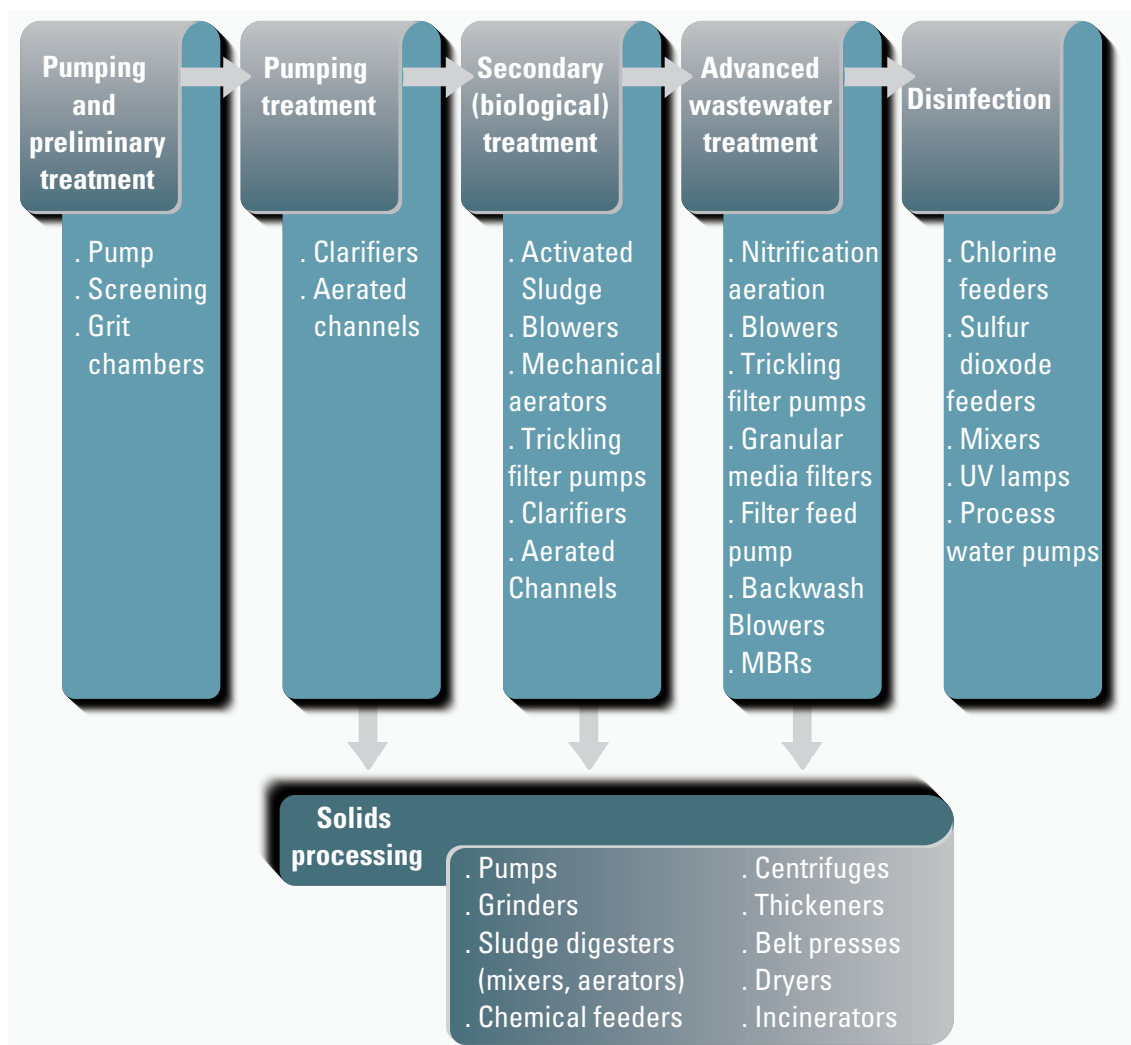 Pumping
and
preliminary
treatment
. Pump
. Screening
. Grit
chambers
Pumping
treatment
. Clarifiers
. Aerated
channels
Secondary
(biological)
treatment
. Activated
Sludge
. Blowers
. Mechanical
aerators
. Trickling
filter pumps
. Clarifiers
. Aerated
Channels
Advanced
wastewater
treatment
. Nitrification
aeration
. Blowers
. Trickling
filter pumps
. Granular
media filters
. Filter feed
pump
. Backwash
Blowers
. MBRs
Disinfection
. Chlorine
feeders
. Sulfur
dioxode
feeders
. Mixers
. UV lamps
. Process
water pumps
Solids
processing
. Pumps
. Grinders
. Sludge digesters
(mixers, aerators)
. Chemical feeders
. Centrifuges
. Thickeners
. Belt presses
. Dryers
. Incinerators